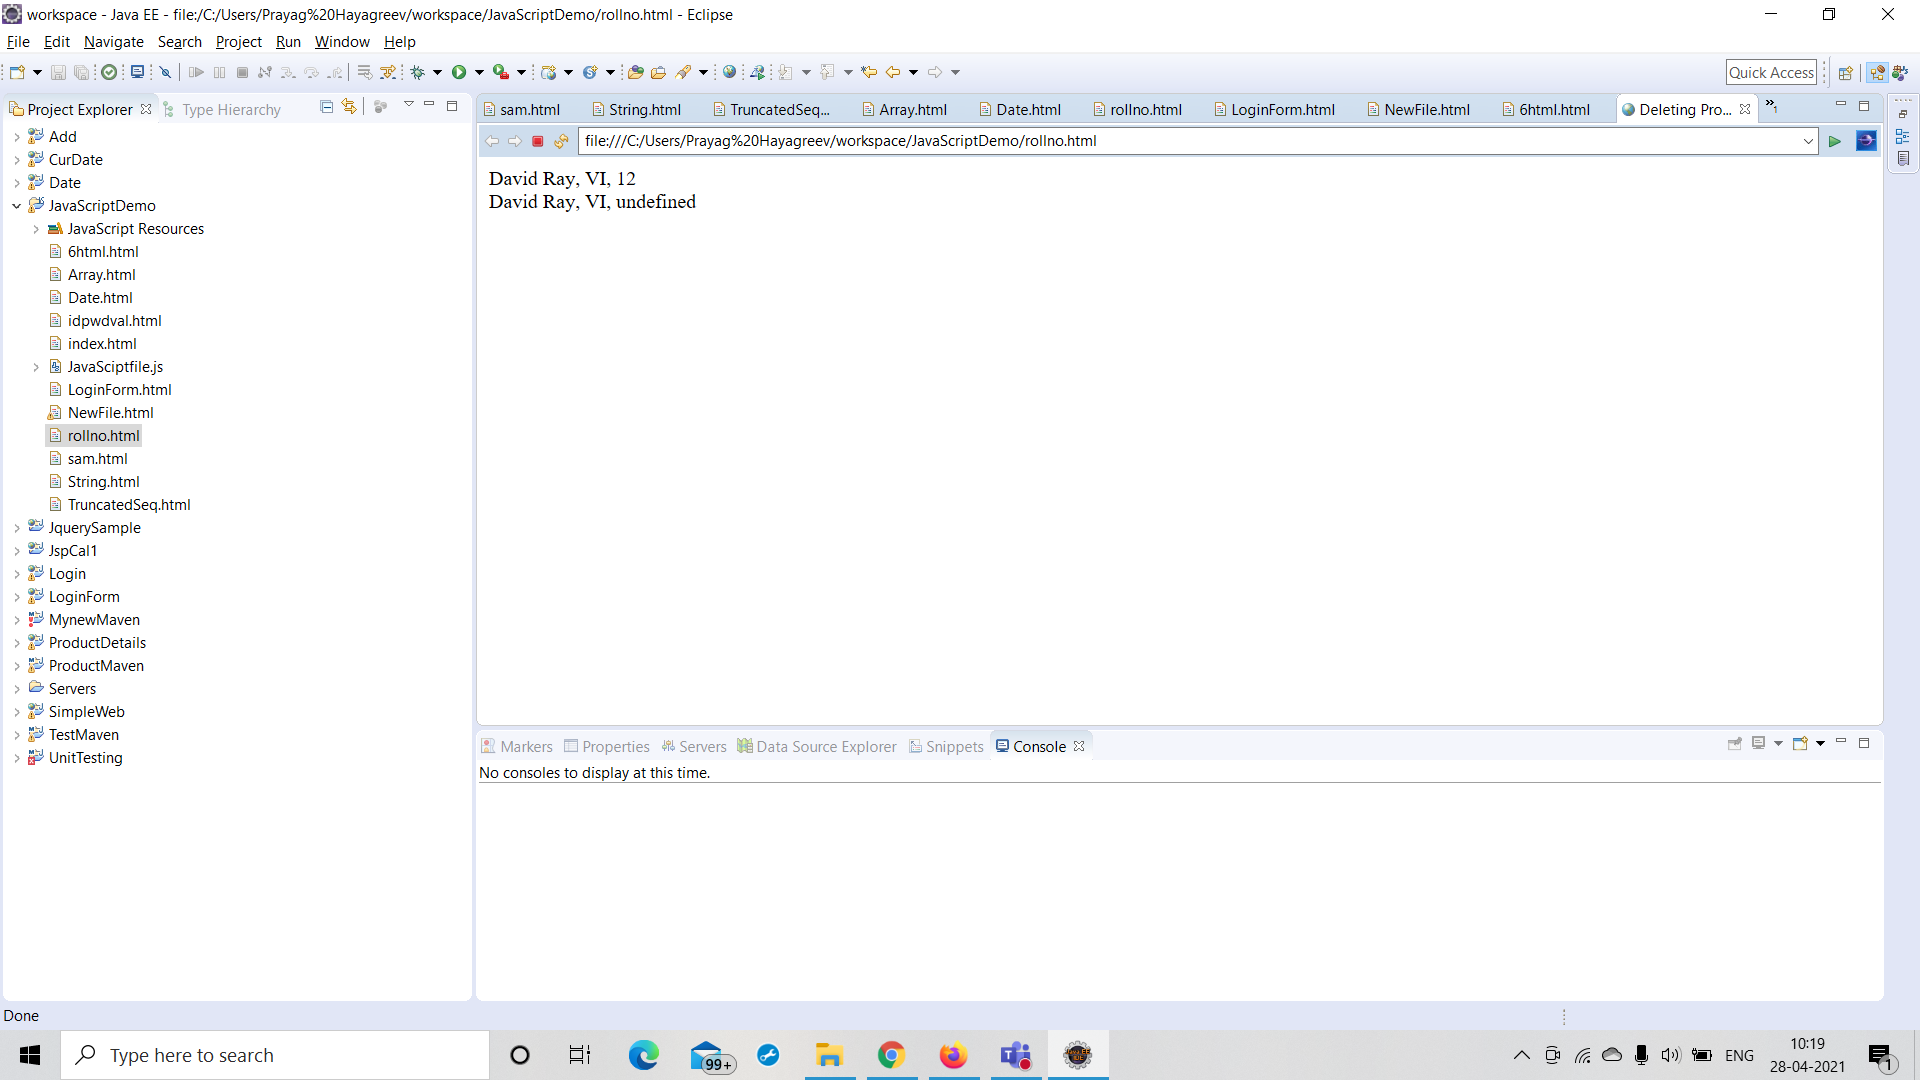 workspace - Java EE - file:/C:/Users/Prayag%20Hayagreev/workspace/JavaScriptDemo/rollno.html - Eclipse
File Edit Navigate Search Project Run Window Help
Quick Access
Project Explorer Type Hierarchy
sam.html String.html TruncatedSeq... Array.html Date.html rollno.html LoginForm.html NewFile.html 6html.html Deleting Pro... »1
file:///C:/Users/Prayag%20Hayagreev/workspace/JavaScriptDemo/rollno.html
David Ray, VI, 12
David Ray, VI, undefined
Add
CurDate
Date
JavaScriptDemo
JavaScript Resources
6html.html
Array.html
Date.html
idpwdval.html
index.html
JavaSciptfile.js
LoginForm.html
NewFile.html
rollno.html
sam.html
String.html
TruncatedSeq.html
JquerySample
JspCal1
Login
LoginForm
MynewMaven
ProductDetails
ProductMaven
Servers
SimpleWeb
TestMaven
UnitTesting
Markers Properties Servers Data Source Explorer Snippets Console
No consoles to display at this time.
Done
Type here to search
99+
ENG
10:19
28-04-2021
1